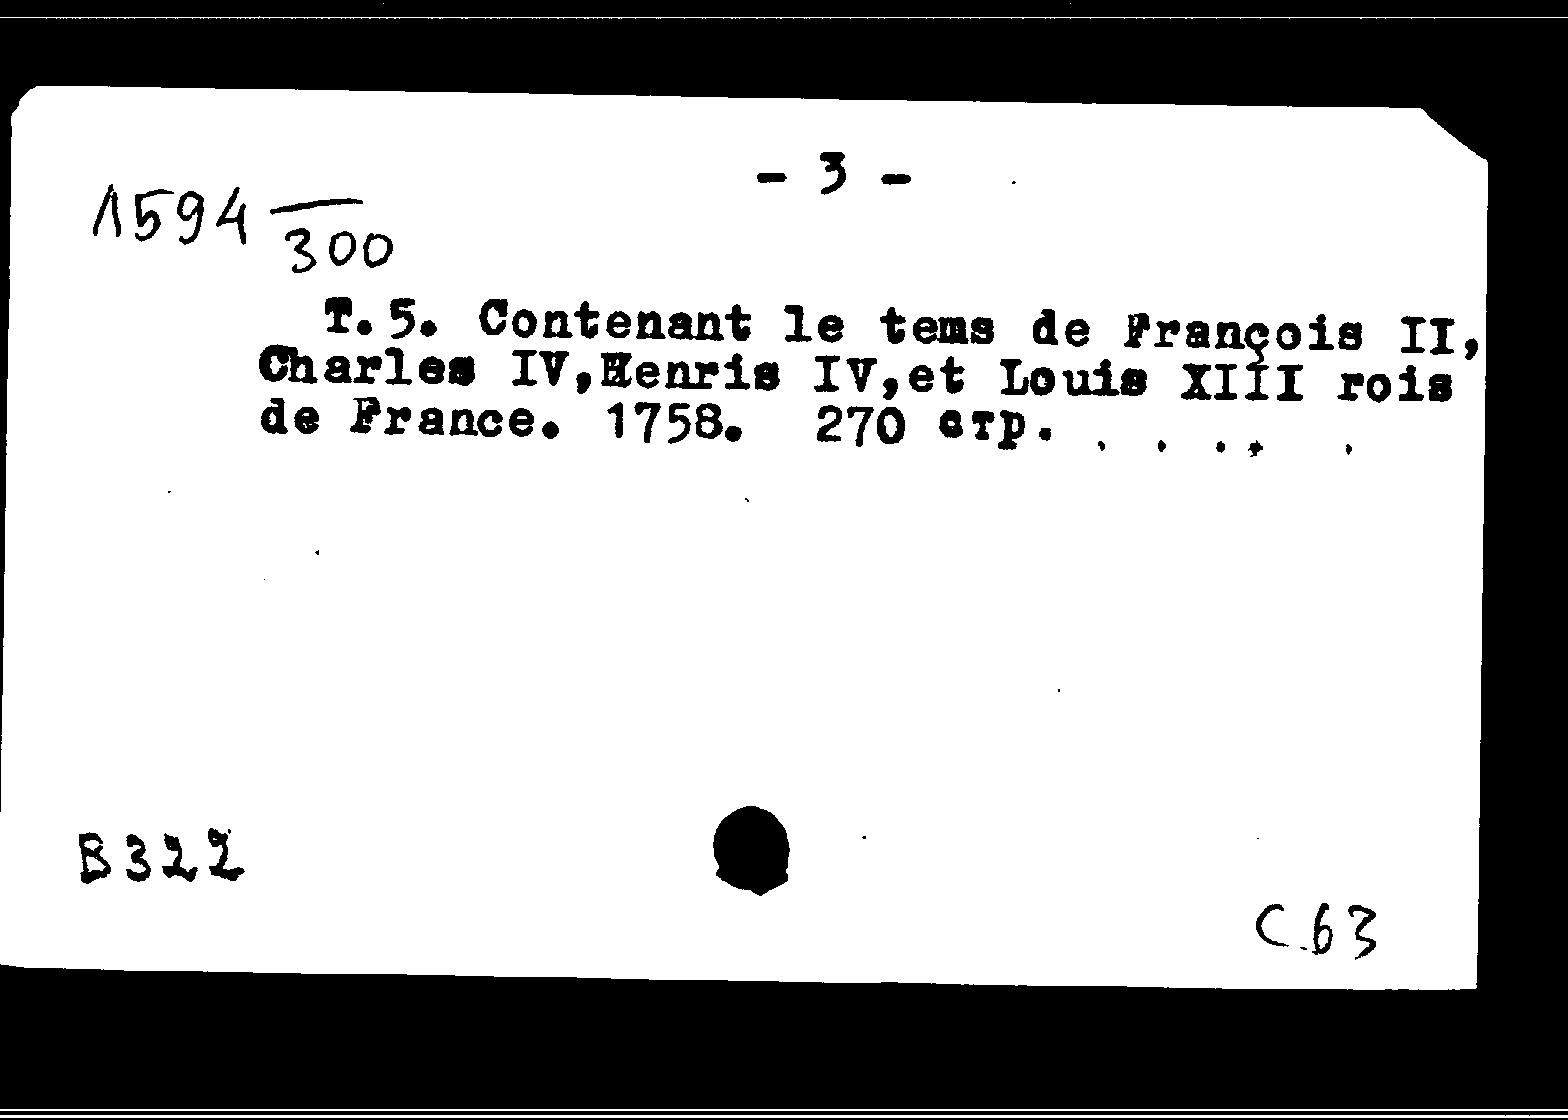 - 3 -
1594 —
300
T. 5. Contenant le tems de François II,
Charles IV,Henris IV,et Louis XIII rois
de France. 1758. 270 стр.
B322
C.63